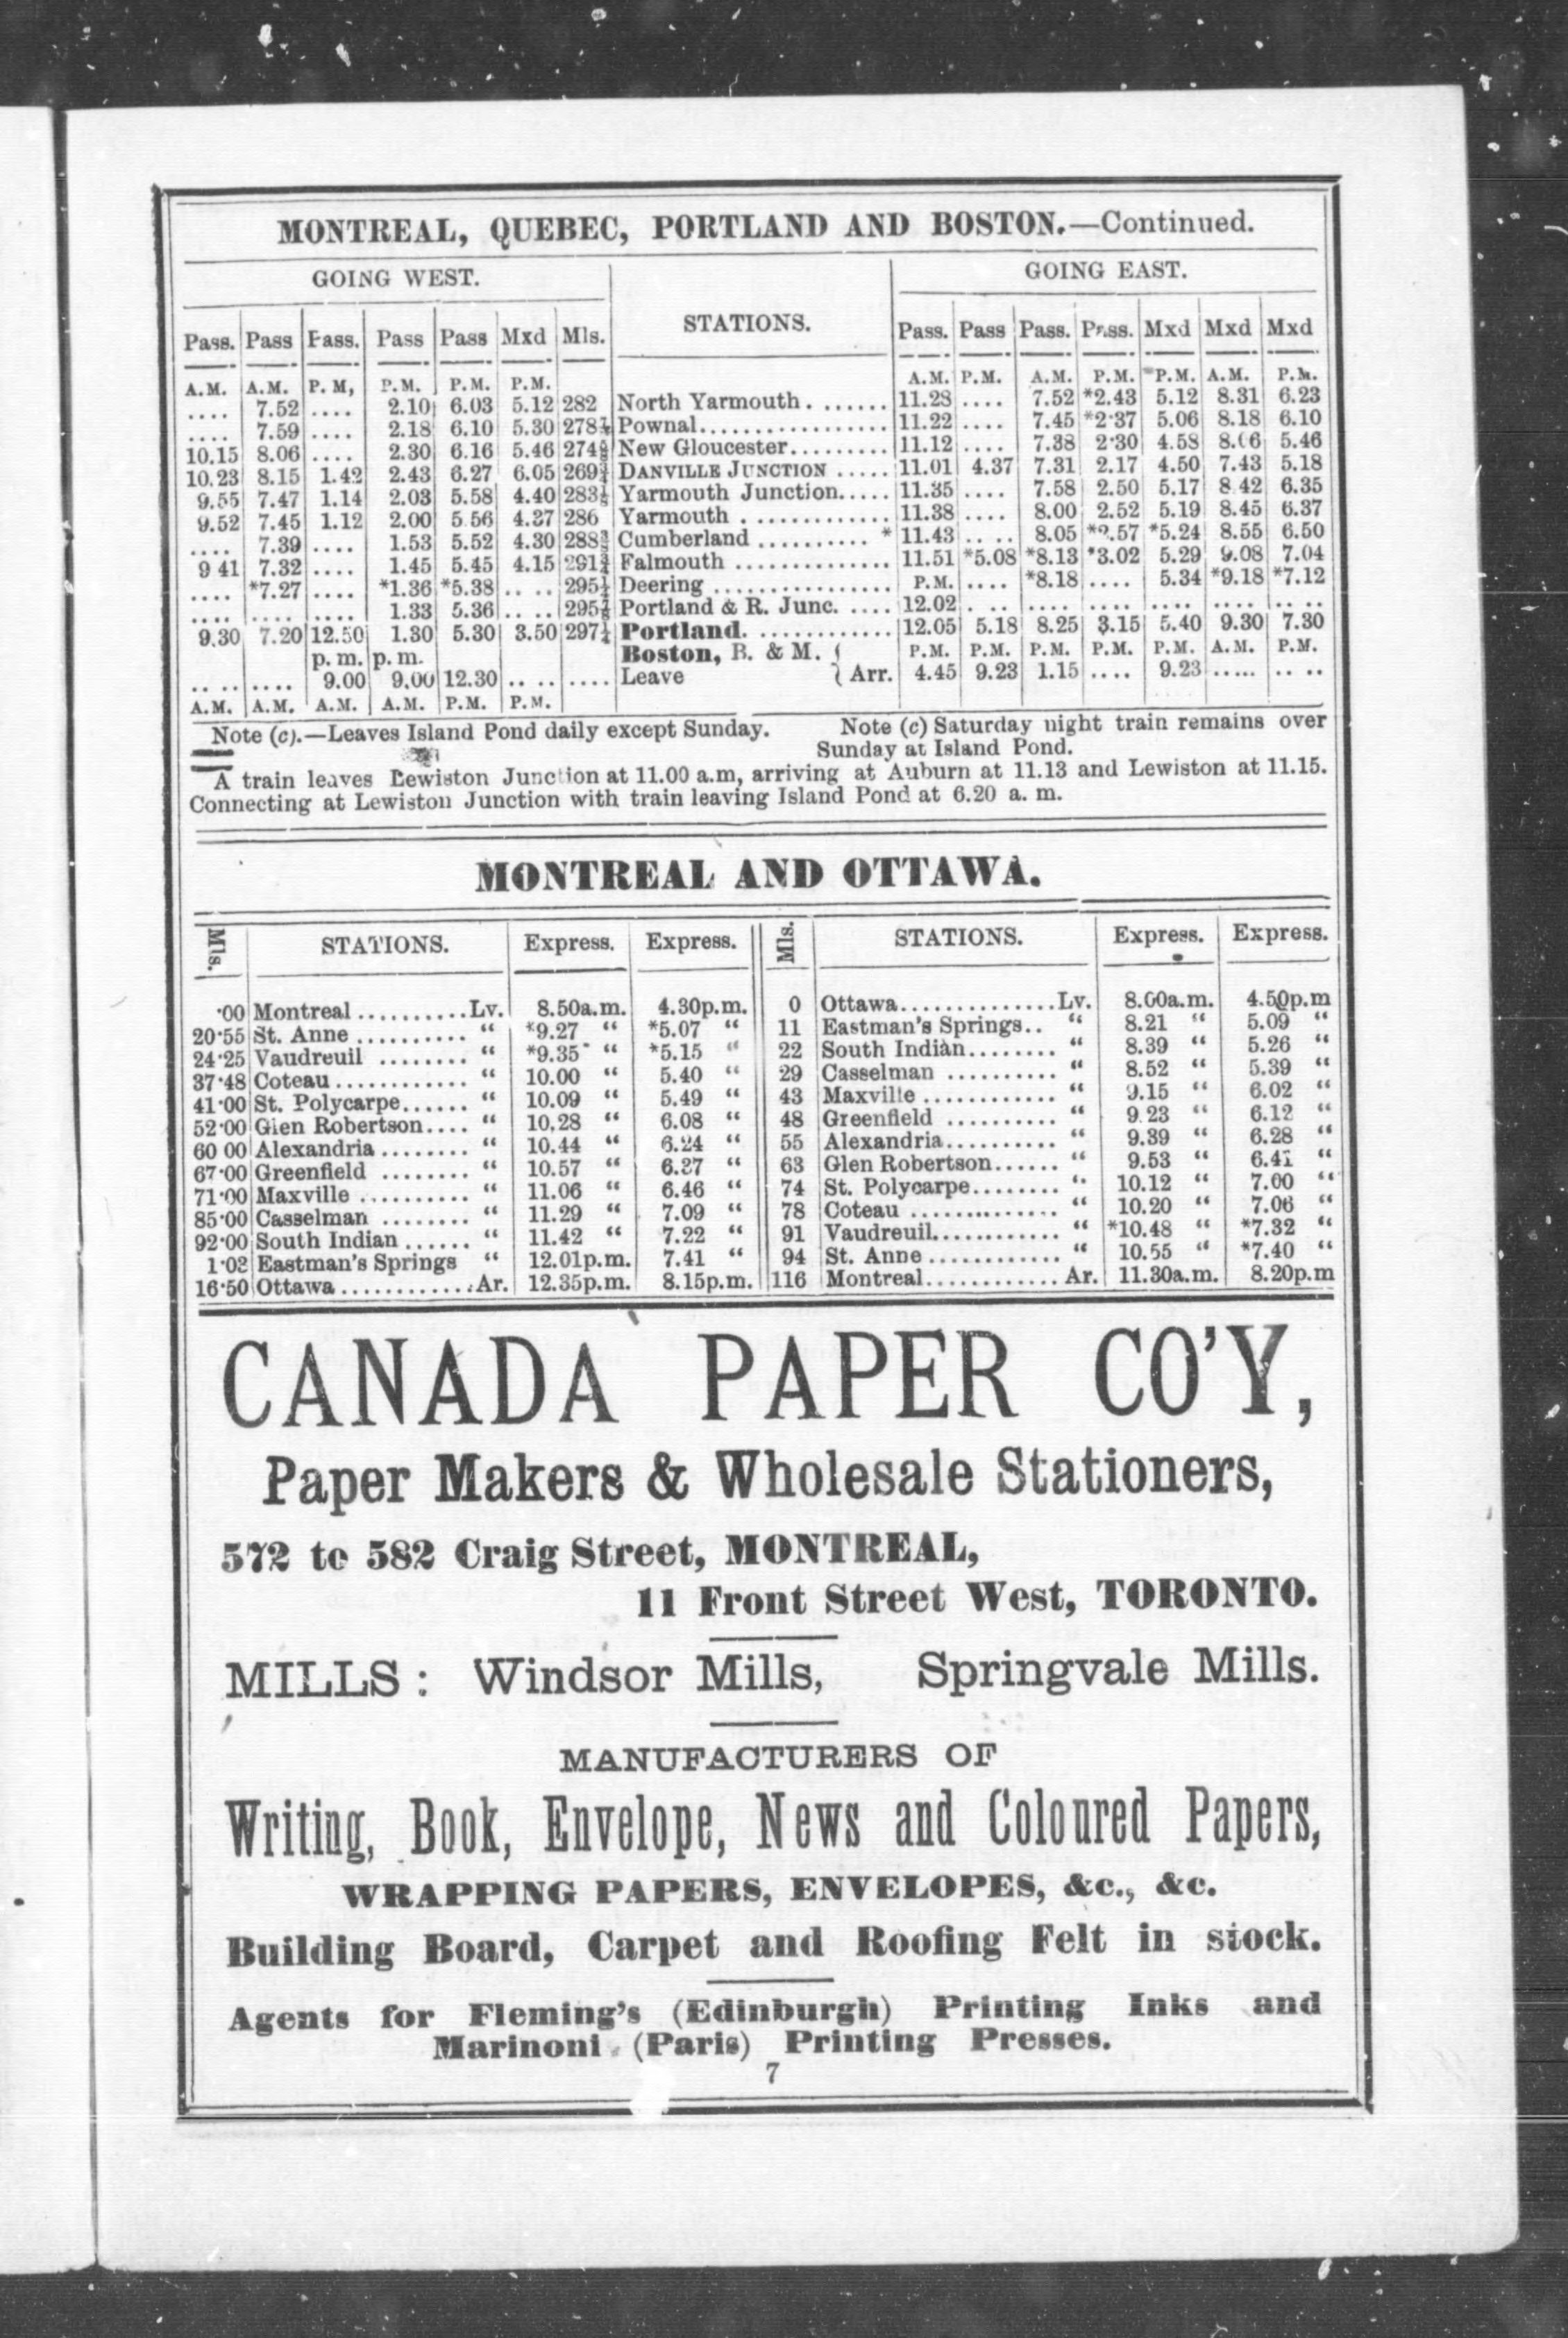 MONTREAL, QUEBEC, PORTLAND AND BOSTON.—Continued.
GOING WEST. STATIONS. GOING EAST.
Pass. Pass Pass. Pass Pass Mxd Mls. Pass. Pass Pass. Pass. Mxd Mxd Mxd
A.M. A.M. P.M, P.M. P.M. P.M. A.M. P.M. A.M. P.M. P.M. A.M. P.M.
.... 7.52 .... 2.10 6.03 5.12 282 North Yarmouth. ....... 11.28 .... 7.52 *2.43 5.12 8.31 6.23
.... 7.59 .... 2.18 6.10 5.30 278¼ Pownal................. 11.22 .... 7.45 *2·37 5.06 8.18 6.10
10.15 8.06 .... 2.30 6.16 5.46 274 New Gloucester......... 11.12 .... 7.38 2·30 4.58 8.06 5.46
10.23 8.15 1.42 2.43 6.27 6.05 269 DANVILLE JUNCTION ..... 11.01 4.37 7.31 2.17 4.50 7.43 5.18
9.55 7.47 1.14 2.03 5.58 4.40 283 Yarmouth Junction..... 11.35 .... 7.58 2.50 5.17 8 42 6.35
9.52 7.45 1.12 2.00 5.56 4.37 286 Yarmouth ............. 11.38 .... 8.00 2.52 5.19 8.45 6.37
.... 7.39 .... 1.53 5.52 4.30 288 Cumberland .......... * 11.43 .. .. 8.05 *2.57 *5.24 8.55 6.50
9 41 7.32 .... 1.45 5.45 4.15 291¾ Falmouth .............. 11.51 *5.08 *8.13 *3.02 5.29 9.08 7.04
.... *7.27 .... *1.36 *5.38 .. .. 295 Deering ................ P.M. .... *8.18 .... 5.34 *9.18 *7.12
.... .... .... 1.33 5.36 .. .. 295 Portland & R. Junc. .... 12.02 . .. .... .... .... .... .. ..
9.30 7.20 12.50 1.30 5.30 3.50 297¼ Portland. ............ 12.05 5.18 8.25 3.15 5.40 9.30 7.30
p.m. p.m. Boston, B. & M. { P.M. P.M. P.M. P.M. P.M. A.M. P.M.
.. .. .... 9.00 9.00 12.30 .. .. .... Leave } Arr. 4.45 9.23 1.15 .... 9.23 ..... .. ..
A.M. A.M. A.M. A.M. P.M. P.M.
Note (c).—Leaves Island Pond daily except Sunday. Note (c) Saturday night train remains over
Sunday at Island Pond.
A train leaves Lewiston Junction at 11.00 a.m, arriving at Auburn at 11.13 and Lewiston at 11.15.
Connecting at Lewiston Junction with train leaving Island Pond at 6.20 a. m.
MONTREAL AND OTTAWA.
Mls. STATIONS. Express. Express. Mls. STATIONS. Express. Express.
·00 Montreal ..........Lv. 8.50a.m. 4.30p.m. 0 Ottawa..............Lv. 8.00a.m. 4.50p.m
20·55 St. Anne .......... “ *9.27 “ *5.07 “ 11 Eastman's Springs.. “ 8.21 “ 5.09 “
24·25 Vaudreuil ........ “ *9.35 “ *5.15 “ 22 South Indian........ “ 8.39 “ 5.26 “
37·48 Coteau............ “ 10.00 “ 5.40 “ 29 Casselman .......... “ 8.52 “ 5.39 “
41·00 St. Polycarpe...... “ 10.09 “ 5.49 “ 43 Maxville ............ “ 9.15 “ 6.02 “
52·00 Glen Robertson.... “ 10.28 “ 6.08 “ 48 Greenfield .......... “ 9.23 “ 6.12 “
60 00 Alexandria........ “ 10.44 “ 6.24 “ 55 Alexandria.......... “ 9.39 “ 6.28 “
67·00 Greenfield ........ “ 10.57 “ 6.37 “ 63 Glen Robertson...... “ 9.53 “ 6.41 “
71·00 Maxville .......... “ 11.06 “ 6.46 “ 74 St. Polycarpe........ “ 10.12 “ 7.00 “
85·00 Casselman ........ “ 11.29 “ 7.09 “ 78 Coteau .............. “ 10.20 “ 7.06 “
92·00 South Indian ...... “ 11.42 “ 7.22 “ 91 Vaudreuil............ “ *10.48 “ *7.32 “
1·03 Eastman's Springs “ 12.01p.m. 7.41 “ 94 St. Anne ............ “ 10.55 “ *7.40 “
16·50 Ottawa............Ar. 12.35p.m. 8.15p.m. 116 Montreal............ Ar. 11.30a.m. 8.20p.m
CANADA PAPER CO'Y,
Paper Makers & Wholesale Stationers,
572 to 582 Craig Street, MONTREAL,
11 Front Street West, TORONTO.
MILLS: Windsor Mills, Springvale Mills.
MANUFACTURERS OF
Writing, Book, Envelope, News and Coloured Papers,
WRAPPING PAPERS, ENVELOPES, &c., &c.
Building Board, Carpet and Roofing Felt in stock.
Agents for Fleming's (Edinburgh) Printing Inks and
Marinoni (Paris) Printing Presses.
7